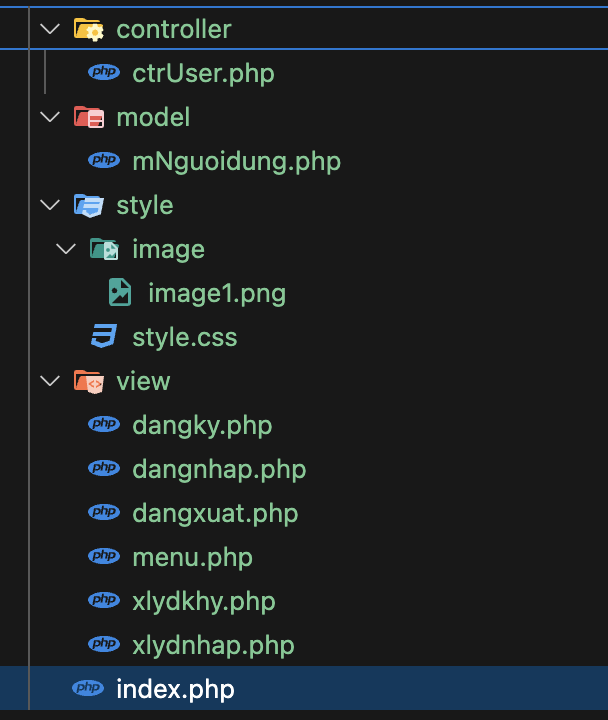 controller
php ctrUser.php
model
php mNguoidung.php
style
image
image1.png
style.css
view
php dangky.php
php dangnhap.php
php dangxuat.php
php menu.php
php xlydkhy.php
php xlydnhap.php
php index.php